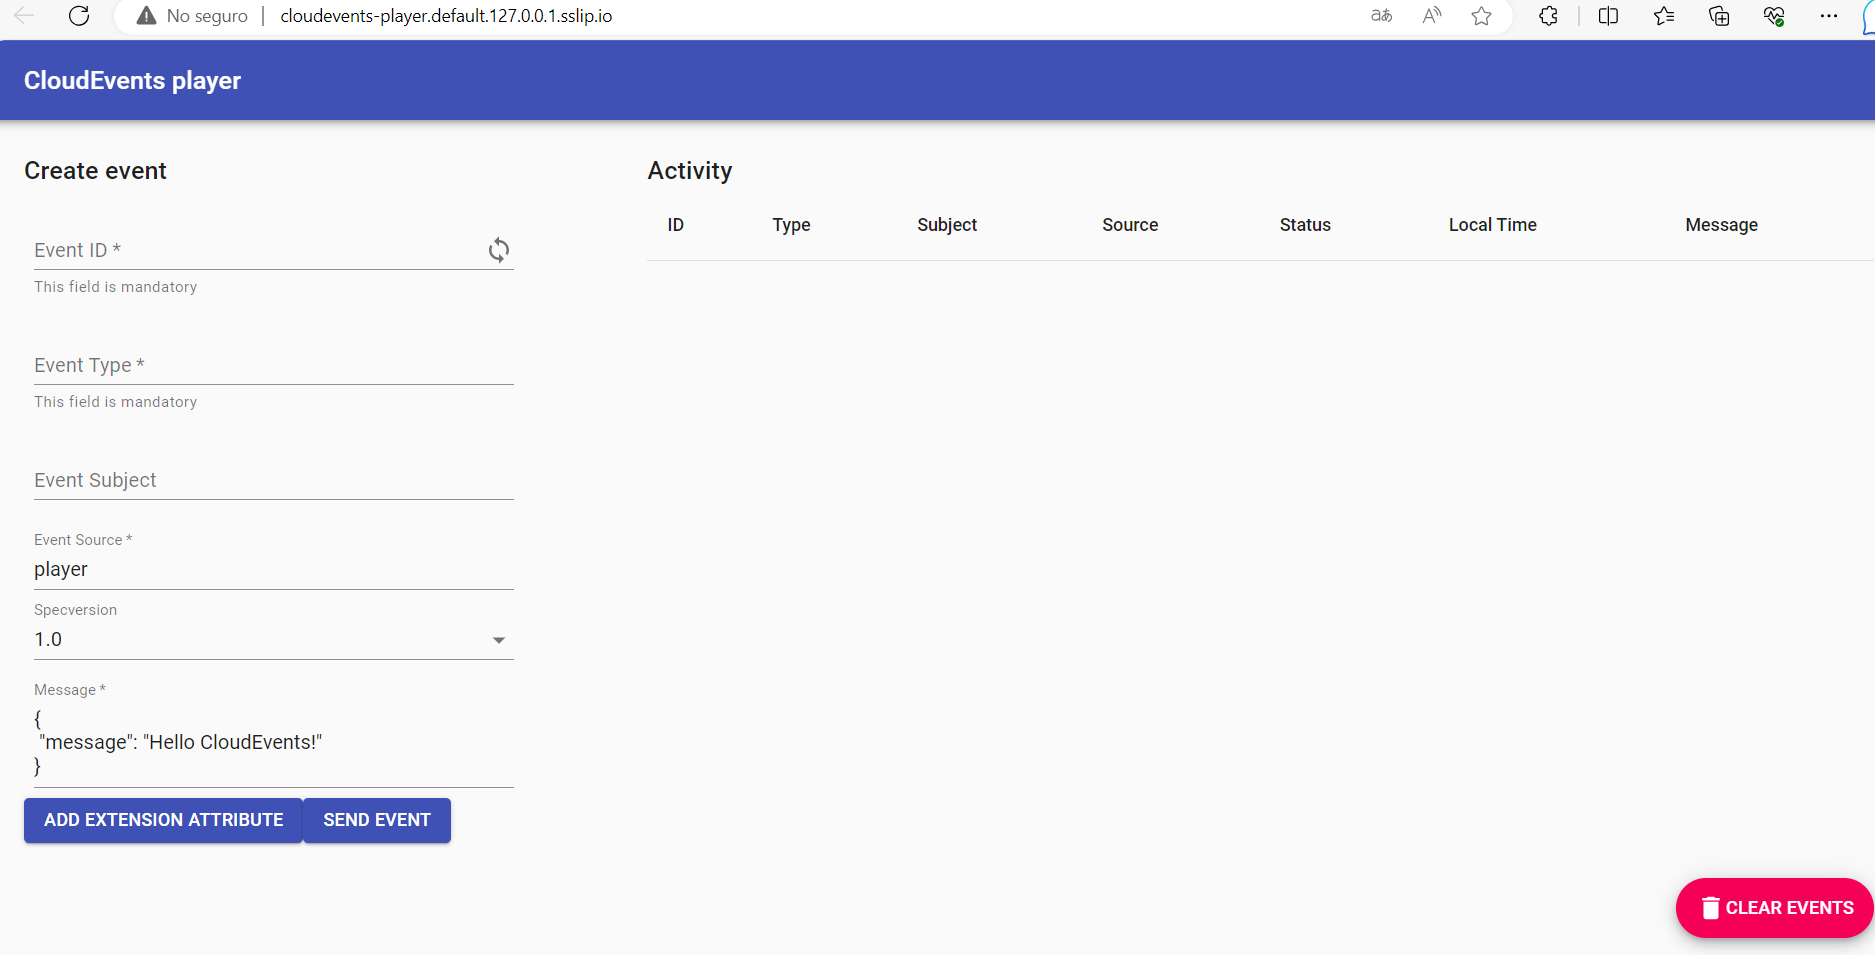 No seguro | cloudevents-player.default.127.0.0.1.sslip.io
CloudEvents player
Create event
Event ID *
This field is mandatory
Event Type *
This field is mandatory
Event Subject
Event Source *
player
Specversion
1.0
Message *
{
"message": "Hello CloudEvents!"
}
ADD EXTENSION ATTRIBUTE SEND EVENT
Activity
ID Type Subject Source Status Local Time Message
CLEAR EVENTS